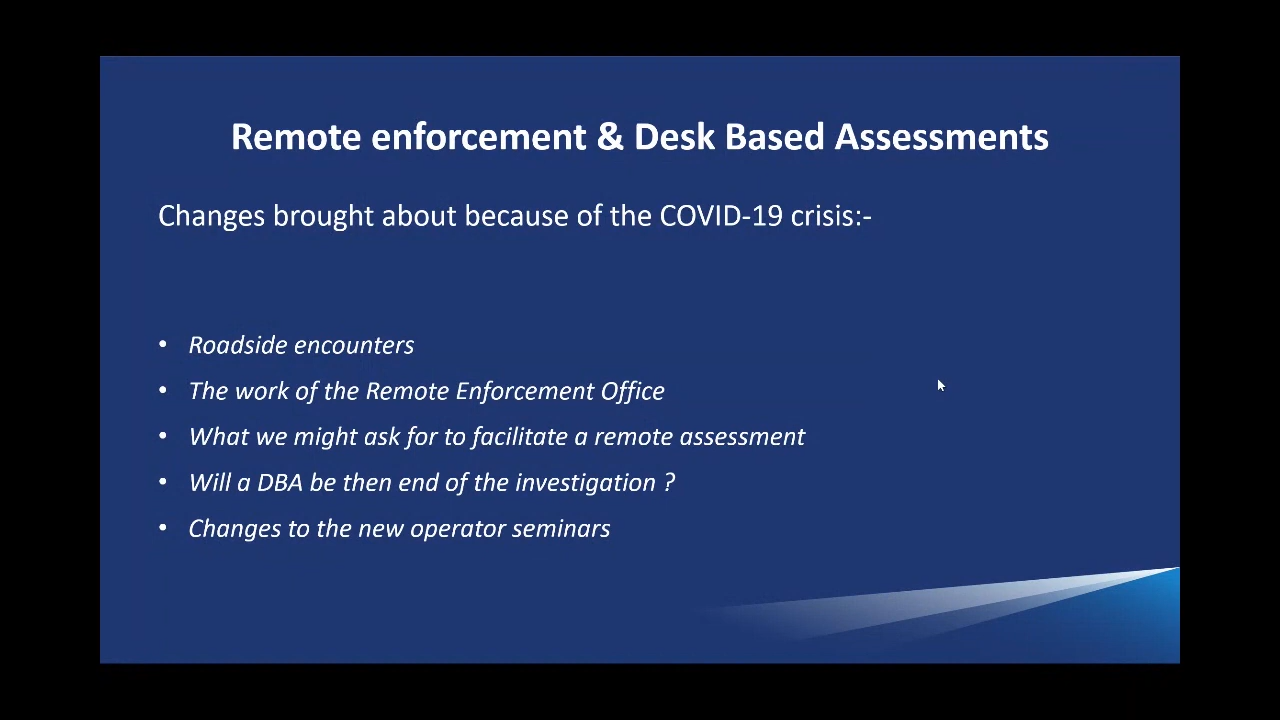 Remote enforcement & Desk Based Assessments
Changes brought about because of the COVID-19 crisis:-
• Roadside encounters
• The work of the Remote Enforcement Office
• What we might ask for to facilitate a remote assessment
• Will a DBA be then end of the investigation ?
• Changes to the new operator seminars